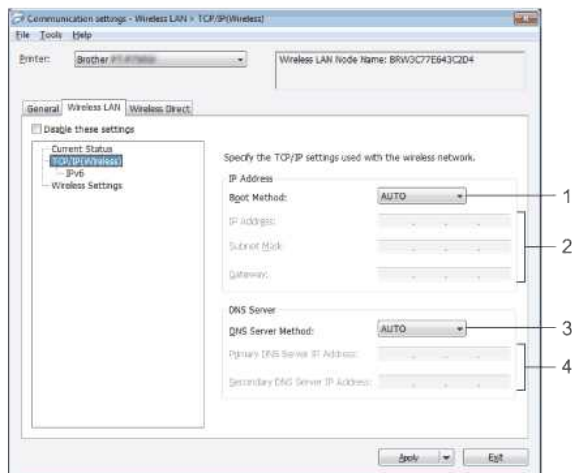 Communication settings - Wireless LAN > TCP/IP(Wireless)
File Tools Help
Printer: Brother
Wireless LAN Node Name: BRW3C77E643C2D4
General Wireless LAN Wireless Direct
Disable these settings
Current Status
TCP/IP(Wireless)
IPv6
Wireless Settings
Specify the TCP/IP settings used with the wireless network.
IP Address
Boot Method: AUTO 1
IP Address: 2
Subnet Mask
Gateway:
DNS Server
DNS Server Method: AUTO 3
Primary DNS Server IP Address: 4
Secondary DNS Server IP Address:
Apply Exit